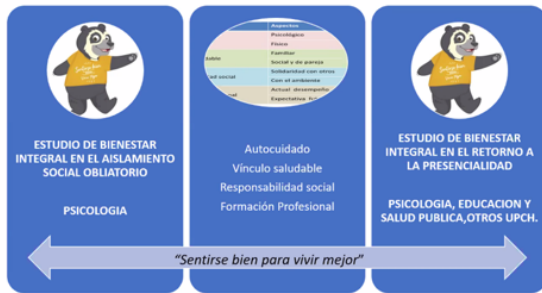 ESTUDIO DE BIENESTAR
INTEGRAL EN EL AISLAMIENTO
SOCIAL OBLIATORIO
PSICOLOGIA
Aspectos
Psicológico
Físico
Familiar
Social y de pareja
Solidaridad con otros
Con el ambiente
Actual desempeño
Expectativa
Autocuidado
Vínculo saludable
Responsabilidad social
Formación Profesional
ESTUDIO DE BIENESTAR
INTEGRAL EN EL RETORNO A
LA PRESENCIALIDAD
PSICOLOGIA, EDUCACION Y
SALUD PUBLICA,OTROS UPCH.
“Sentirse bien para vivir mejor”